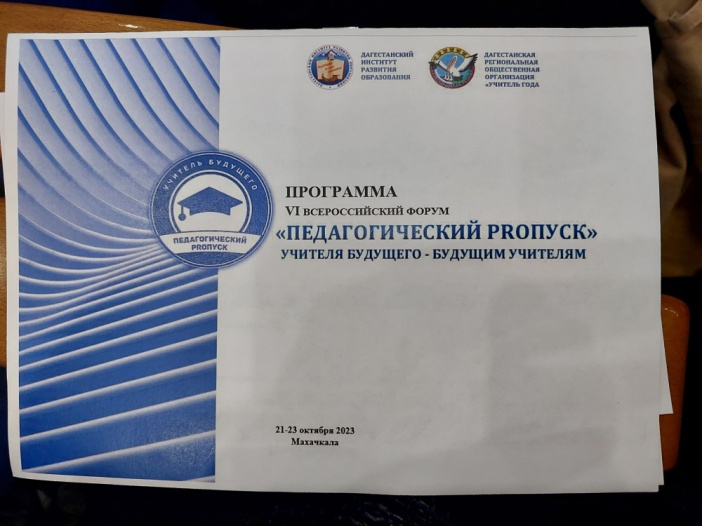 ДАГЕСТАНСКИЙ
ИНСТИТУТ
РАЗВИТИЯ
ОБРАЗОВАНИЯ
ДАГЕСТАНСКАЯ
РЕГИОНАЛЬНАЯ
ОБЩЕСТВЕННАЯ
ОРГАНИЗАЦИЯ
«УЧИТЕЛЬ ГОДА
УЧИТЕЛЬ БУДУЩЕГО
ПЕДАГОГИЧЕСКИЙ
PROПУСК
ПРОГРАММА
VI ВСЕРОССИЙСКИЙ ФОРУМ
«ПЕДАГОГИЧЕСКИЙ PROПУСК»
УЧИТЕЛЯ БУДУЩЕГО - БУДУЩИМ УЧИТЕЛЯМ
21-23 октября 2023
Махачкала